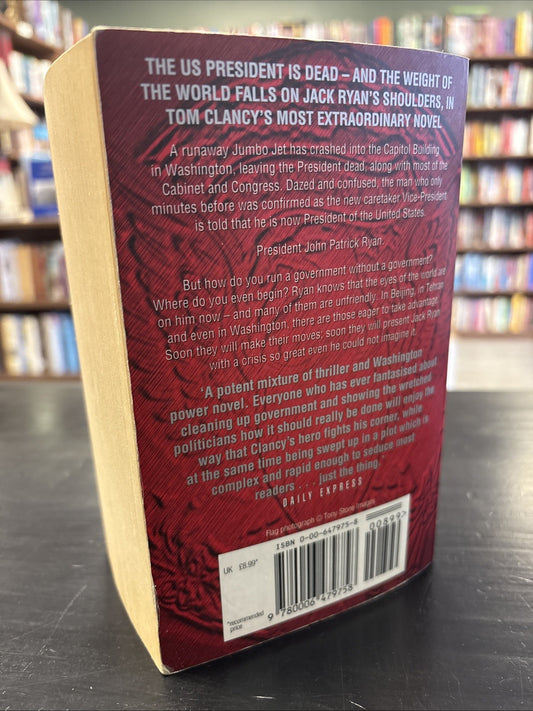 THE US PRESIDENT IS DEAD – AND THE WEIGHT OF
THE WORLD FALLS ON JACK RYAN'S SHOULDERS, IN
TOM CLANCY'S MOST EXTRAORDINARY NOVEL
A runaway Jumbo Jet has crashed into the Capitol Building
in Washington, leaving the President dead, along with most of the
Cabinet and Congress. Dazed and confused, the man who only
minutes before was confirmed as the new caretaker Vice-President
is told that he is now President of the United States.
President John Patrick Ryan.
But how do you run a government without a government?
Where do you even begin? Ryan knows that the eyes of the world are
on him now – and many of them are unfriendly. In Beijing, in Tehran
and even in Washington, there are those eager to take advantage.
Soon they will make their moves; soon they will present Jack Ryan
with a crisis so great even he could not imagine it.
'A potent mixture of thriller and Washington
power novel. Everyone who has ever fantasised about
cleaning up government and showing the wretched
politicians how it should really be done will enjoy the
way that Clancy's hero fights his corner, while
at the same time being swept up in a plot which is
complex and rapid enough to seduce most
readers . . . just the thing.'
DAILY EXPRESS
Flag photograph © Tony Stone Images
ISBN 0-00-647975-8
00899>
UK £8.99*
*recommended
price
9 780006 479758